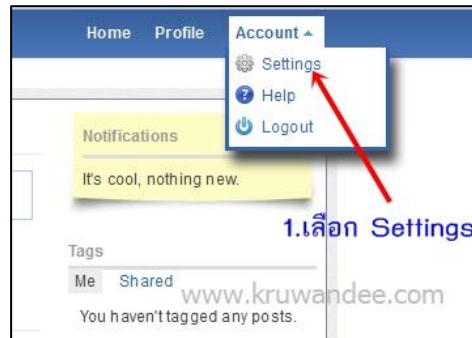 Home Profile Account
Settings
Help
Logout
Notifications
It's cool, nothing new.
1.เลือก Settings
Tags
Me Shared
www.kruwandee.com
You haven't tagged any posts.